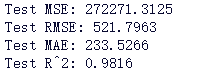 Test MSE: 272271.3125
Test RMSE: 521.7963
Test MAE: 233.5266
Test R^2: 0.9816